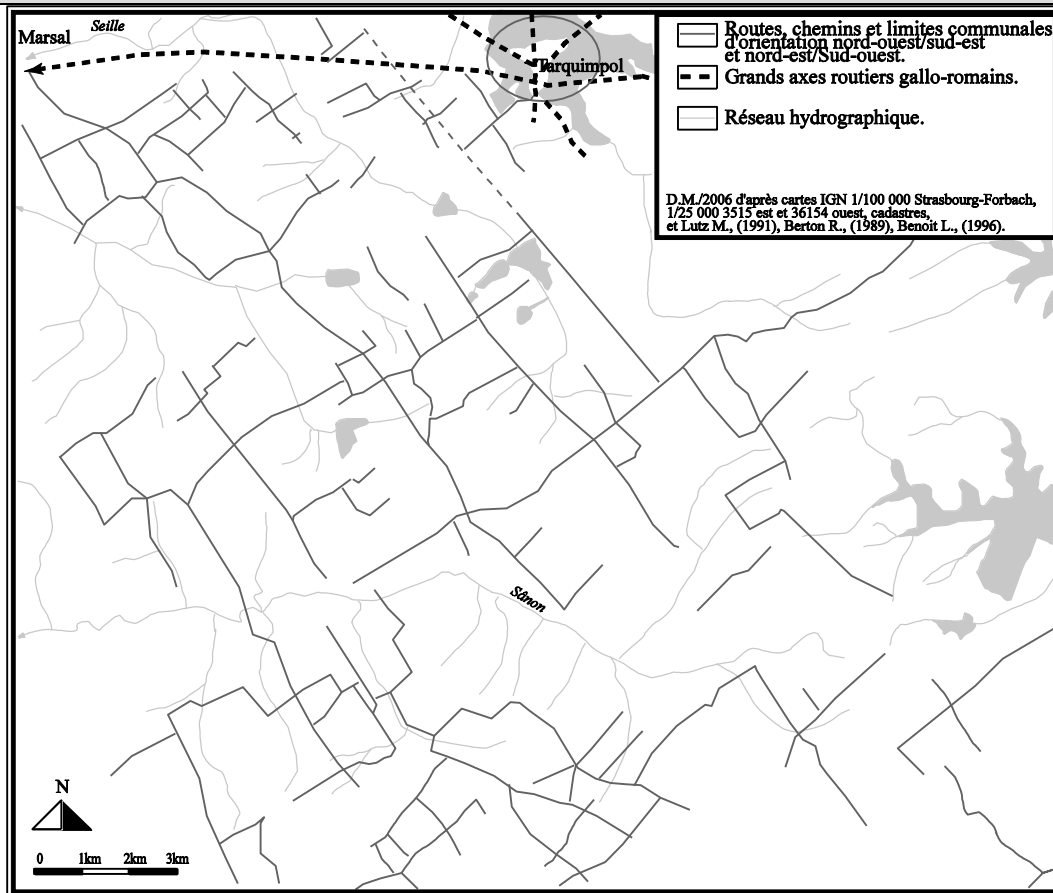 Seille
Marsal
Tarquimpol
Routes, chemins et limites communales
d'orientation nord-ouest/sud-est
et nord-est/Sud-ouest.
Grands axes routiers gallo-romains.
Réseau hydrographique.
D.M./2006 d'après cartes IGN 1/100 000 Strasbourg-Forbach,
1/25 000 3515 est et 36154 ouest, cadastres,
et Lutz M., (1991), Berton R., (1989), Benoit L., (1996).
Sânon
N
0 1km 2km 3km